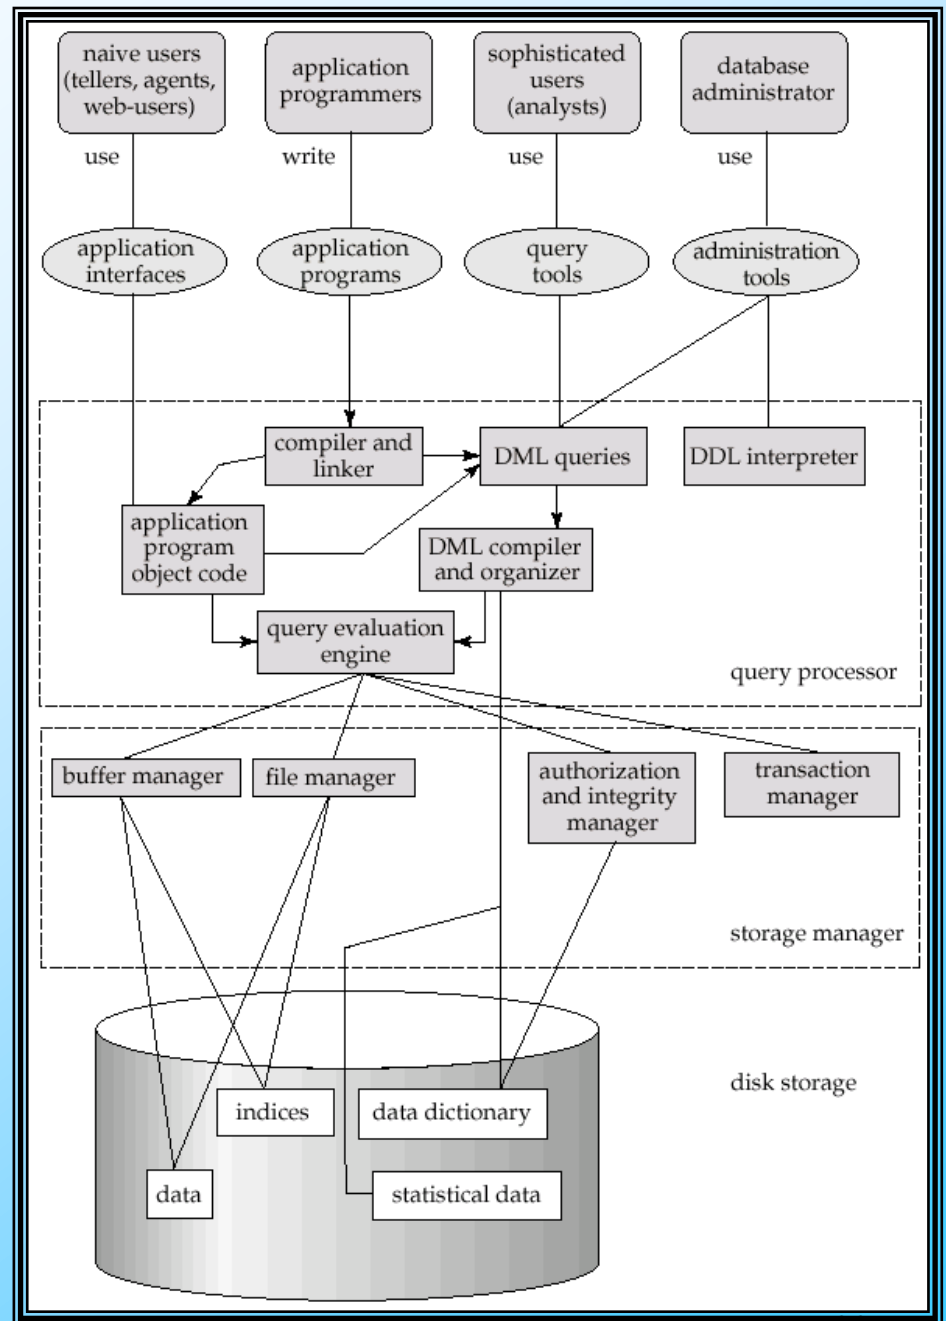 naive users
(tellers, agents,
web-users)
application
programmers
sophisticated
users
(analysts)
database
administrator
use
write
use
use
application
interfaces
application
programs
query
tools
administration
tools
compiler and
linker
DML queries
DDL interpreter
application
program
object code
DML compiler
and organizer
query evaluation
engine
query processor
buffer manager
file manager
authorization
and integrity
manager
transaction
manager
storage manager
disk storage
indices
data dictionary
data
statistical data